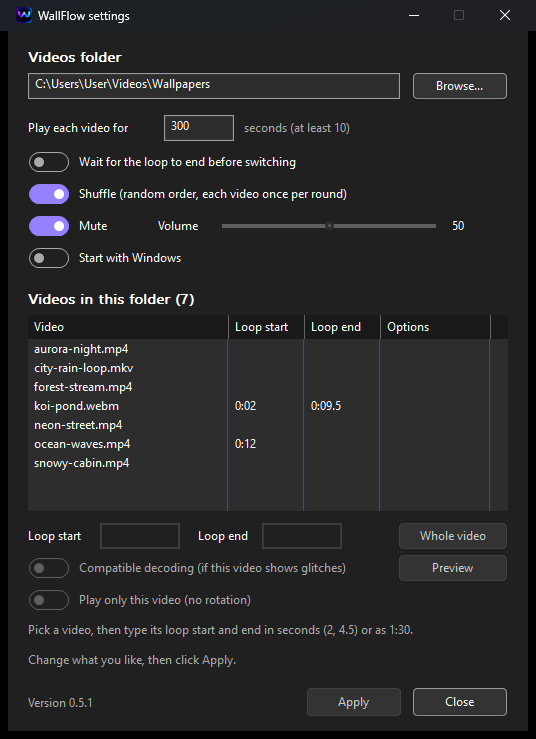 WallFlow settings
Videos folder
C:\Users\User\Videos\Wallpapers Browse...
Play each video for 300 seconds (at least 10)
Wait for the loop to end before switching
Shuffle (random order, each video once per round)
Mute Volume 50
Start with Windows
Videos in this folder (7)
Video Loop start Loop end Options
aurora-night.mp4
city-rain-loop.mkv
forest-stream.mp4
koi-pond.webm 0:02 0:09.5
neon-street.mp4
ocean-waves.mp4 0:12
snowy-cabin.mp4
Loop start Loop end Whole video
Compatible decoding (if this video shows glitches) Preview
Play only this video (no rotation)
Pick a video, then type its loop start and end in seconds (2, 4.5) or as 1:30.
Change what you like, then click Apply.
Version 0.5.1 Apply Close